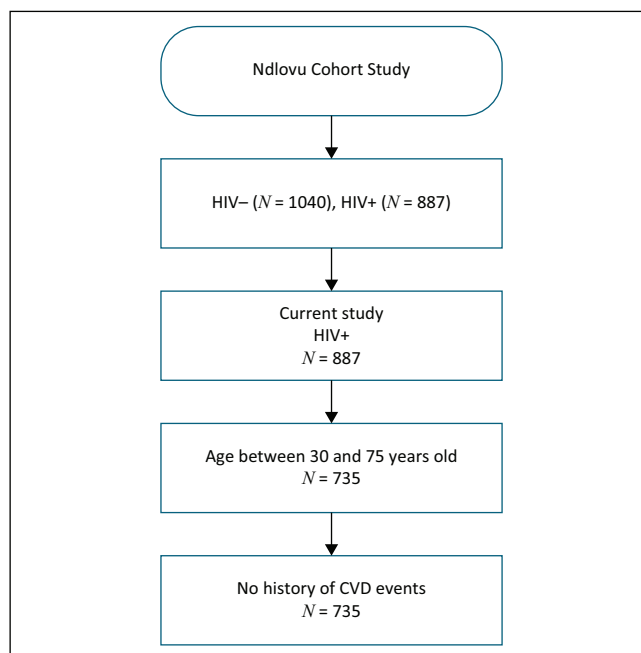 Ndlovu Cohort Study
HIV– (N = 1040), HIV+ (N = 887)
Current study
HIV+
N = 887
Age between 30 and 75 years old
N = 735
No history of CVD events
N = 735